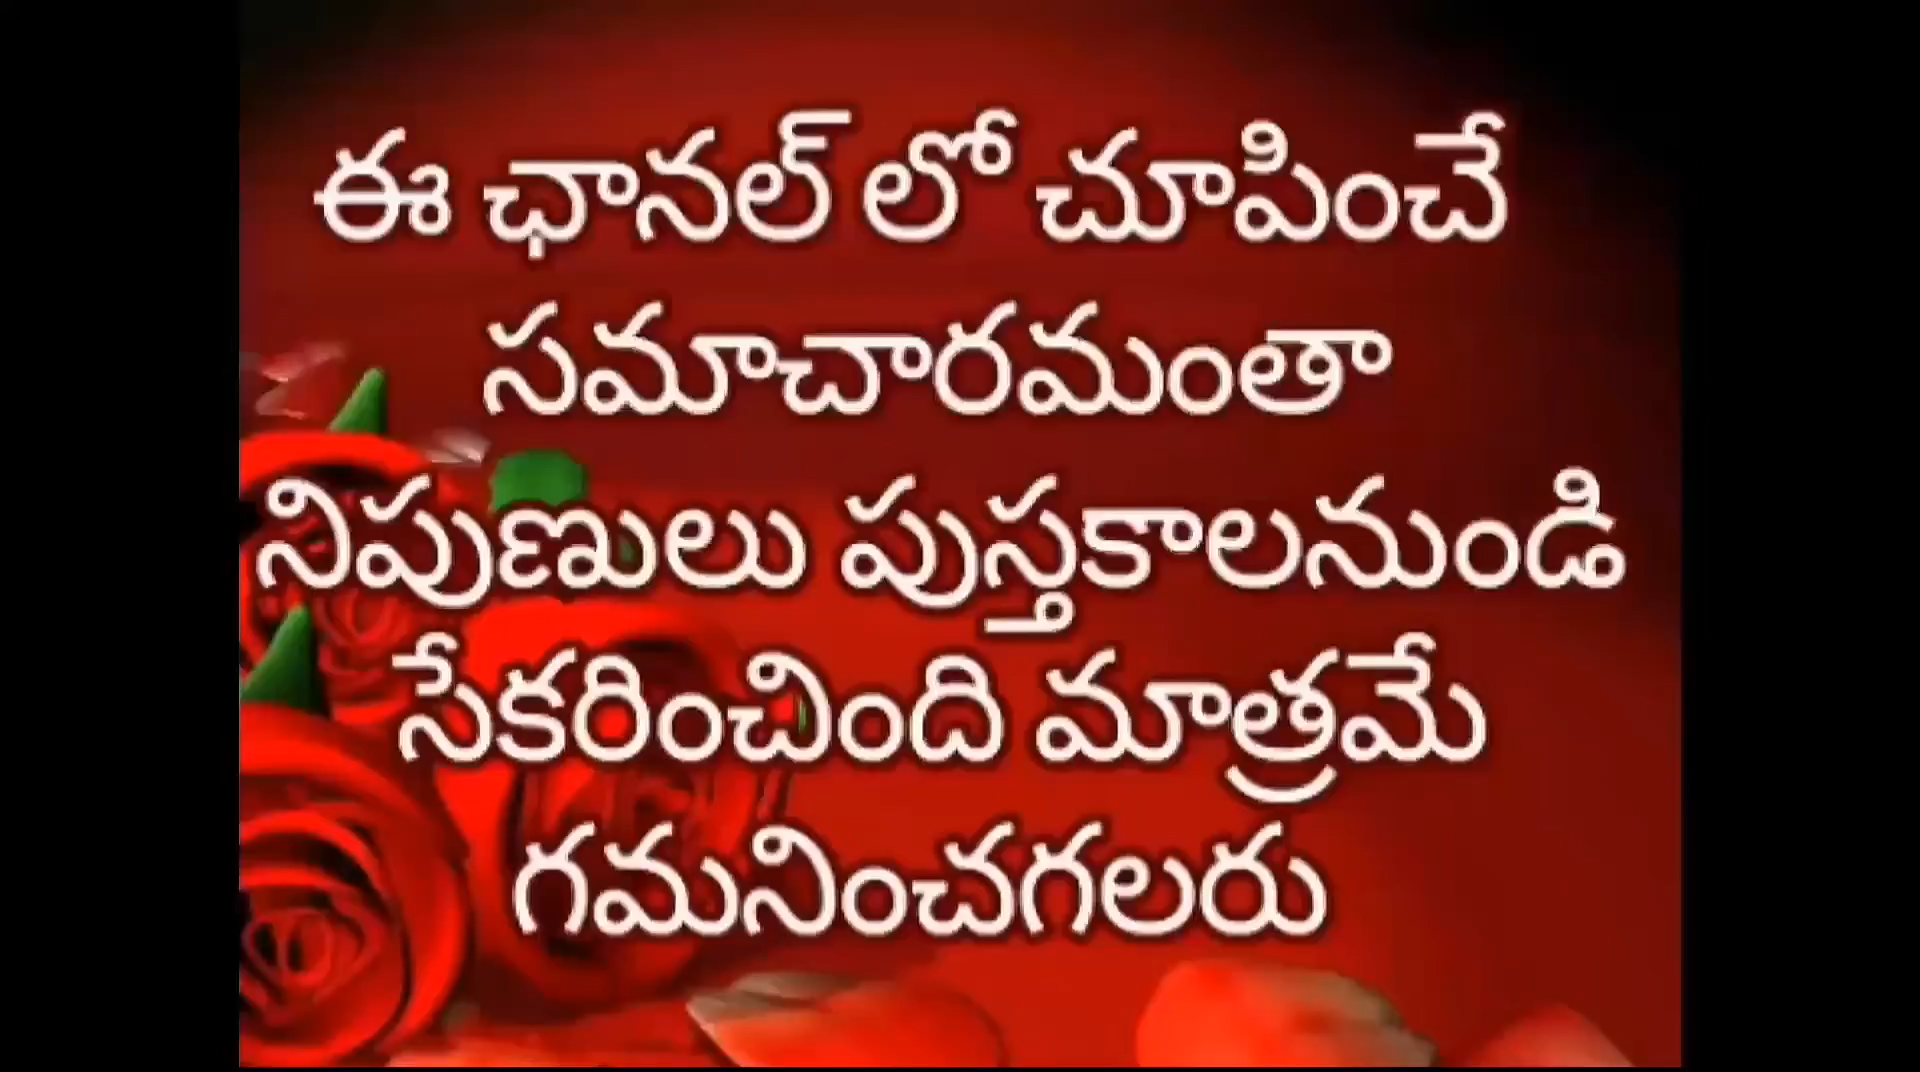 ఈ ఛానల్ లో చూపించే
సమాచారమంతా
నిపుణులు పుస్తకాలనుండి
సేకరించింది మాత్రమే
గమనించగలరు